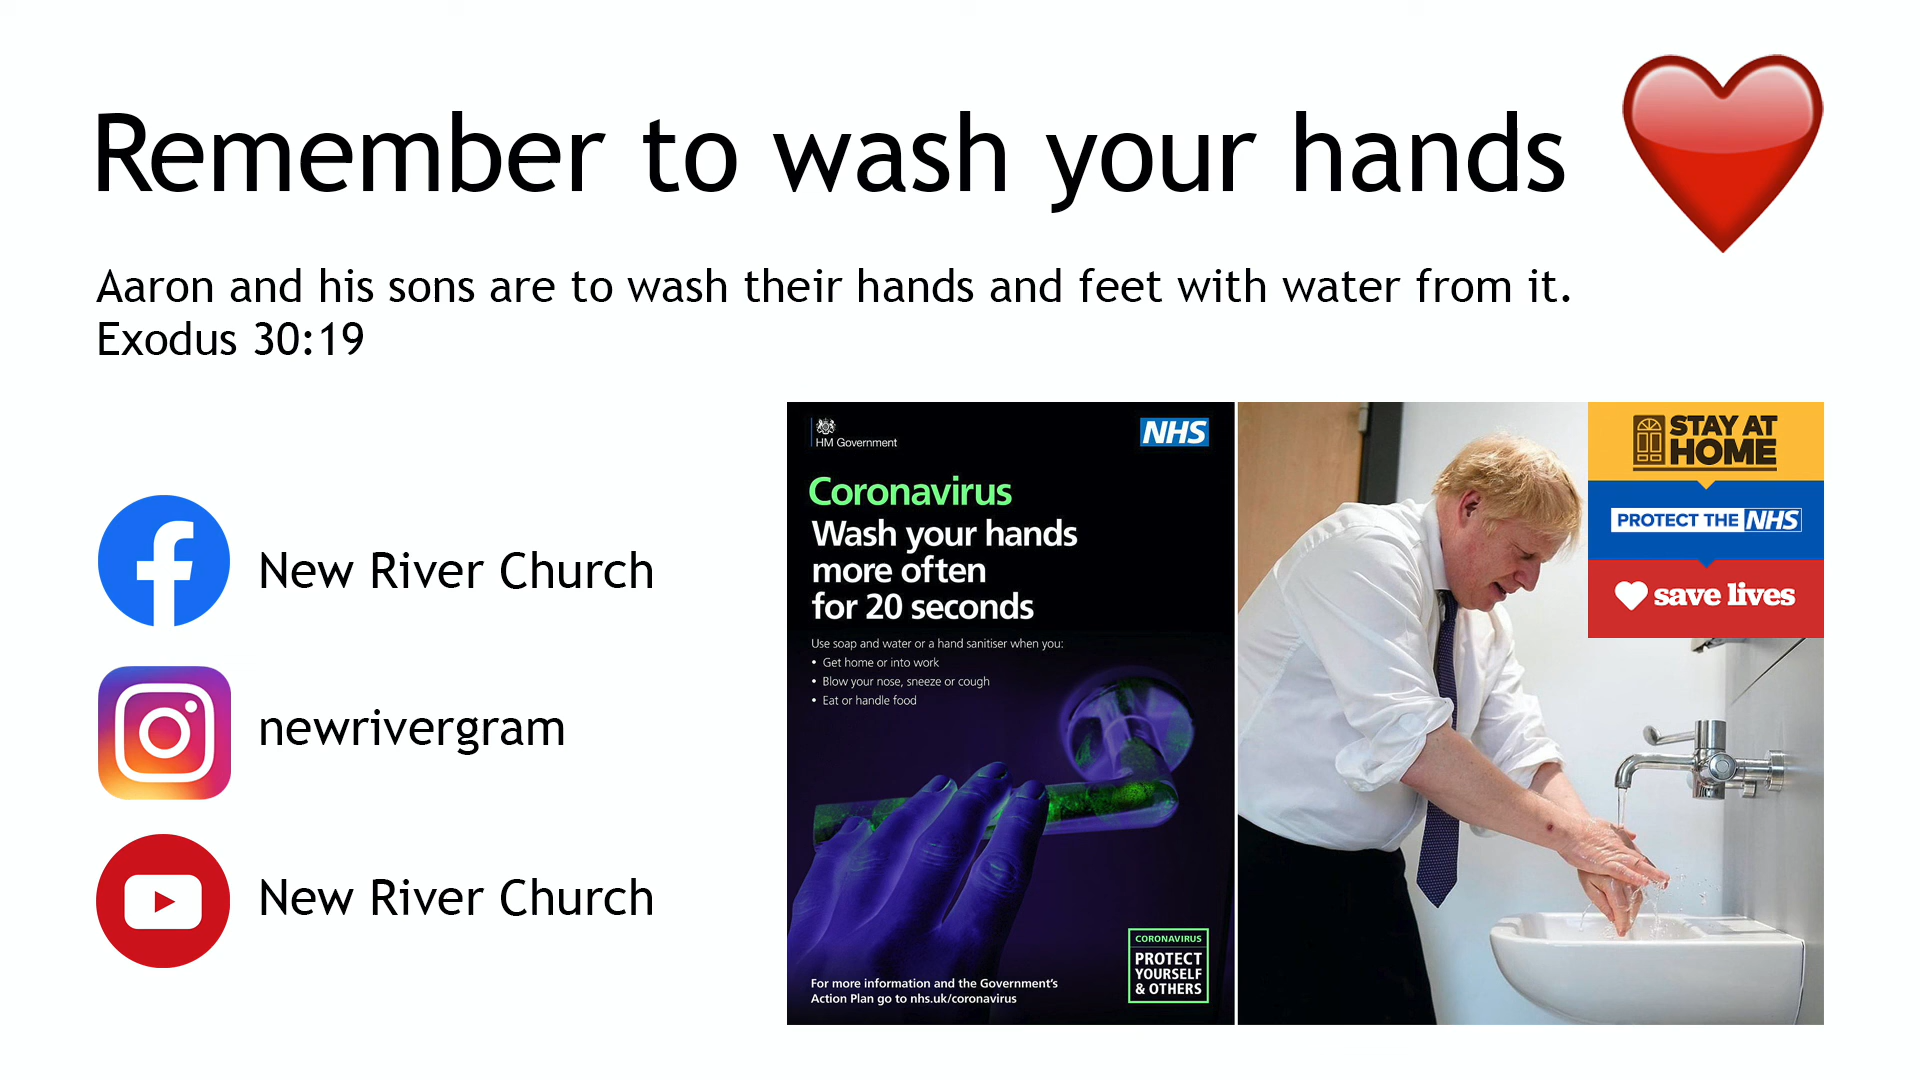 Remember to wash your hands
Aaron and his sons are to wash their hands and feet with water from it.
Exodus 30:19
New River Church
newrivergram
New River Church
HM Government
NHS
Coronavirus
Wash your hands
more often
for 20 seconds
Use soap and water or a hand sanitiser when you:
• Get home or into work
• Blow your nose, sneeze or cough
• Eat or handle food
For more information and the Government's
Action Plan go to nhs.uk/coronavirus
CORONAVIRUS
PROTECT
YOURSELF
& OTHERS
STAY AT
HOME
PROTECT THE NHS
save lives